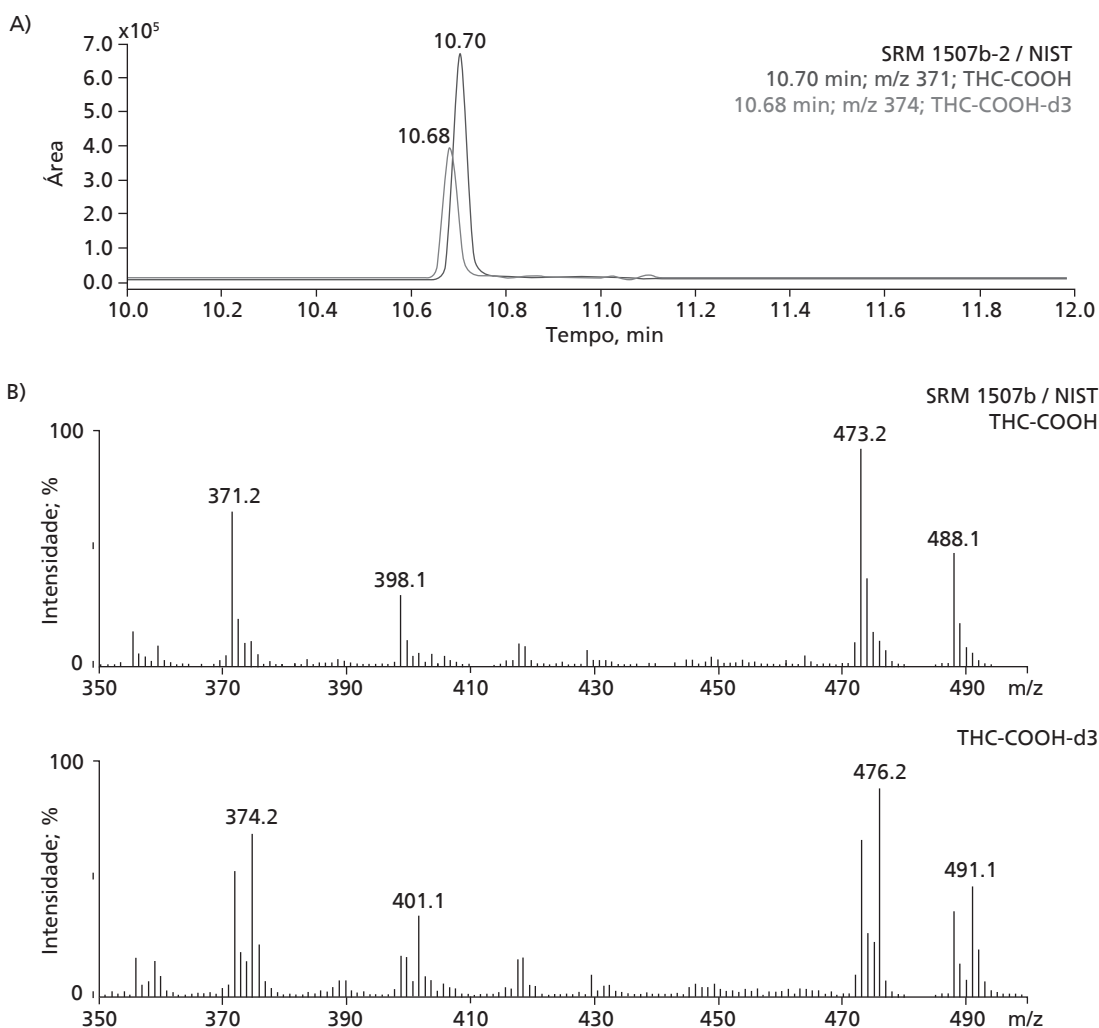 A)
x10⁵
7.0
6.0
5.0
4.0
3.0
2.0
1.0
0.0
Área
10.70
10.68
SRM 1507b-2 / NIST
10.70 min; m/z 371; THC-COOH
10.68 min; m/z 374; THC-COOH-d3
10.0 10.2 10.4 10.6 10.8 11.0 11.2 11.4 11.6 11.8 12.0
Tempo, min
B)
SRM 1507b / NIST
THC-COOH
100
0
Intensidade; %
371.2
398.1
473.2
488.1
350 370 390 410 430 450 470 490 m/z
THC-COOH-d3
100
0
Intensidade; %
374.2
401.1
476.2
491.1
350 370 390 410 430 450 470 490 m/z